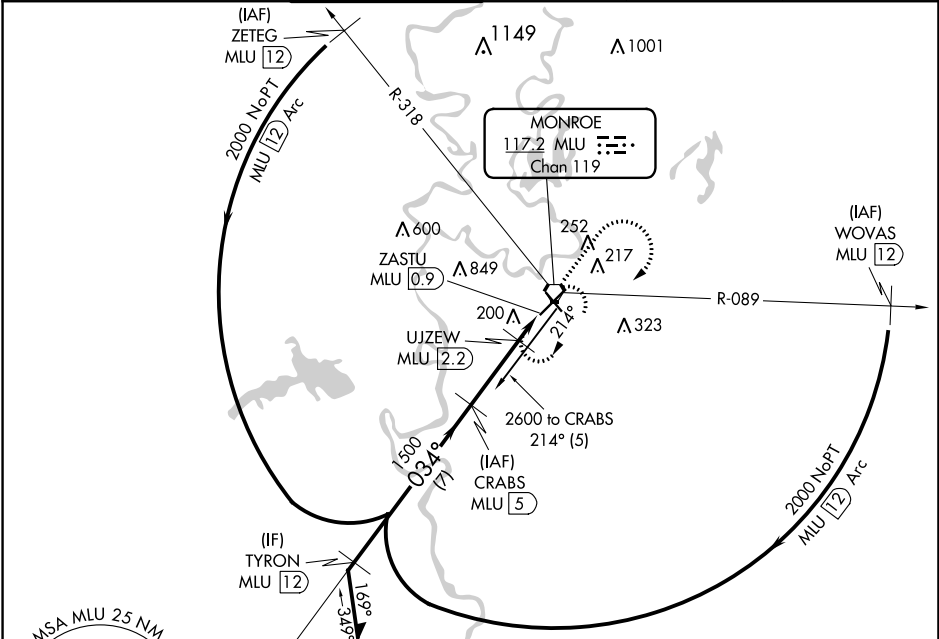 (IAF)
ZETEG
MLU 12
1149
1001
R-318
2000 NoPT
MLU 12 Arc
MONROE
117.2 MLU
Chan 119
(IAF)
WOVAS
MLU 12
600
252
217
ZASTU
MLU 0.9
849
R-089
200
214°
323
UJZEW
MLU 2.2
2600 to CRABS
214° (5)
1500
034°
(7)
(IAF)
CRABS
MLU 5
2000 NoPT
MLU 12 Arc
(IF)
TYRON
MLU 12
169°
349°
MSA MLU 25 NM